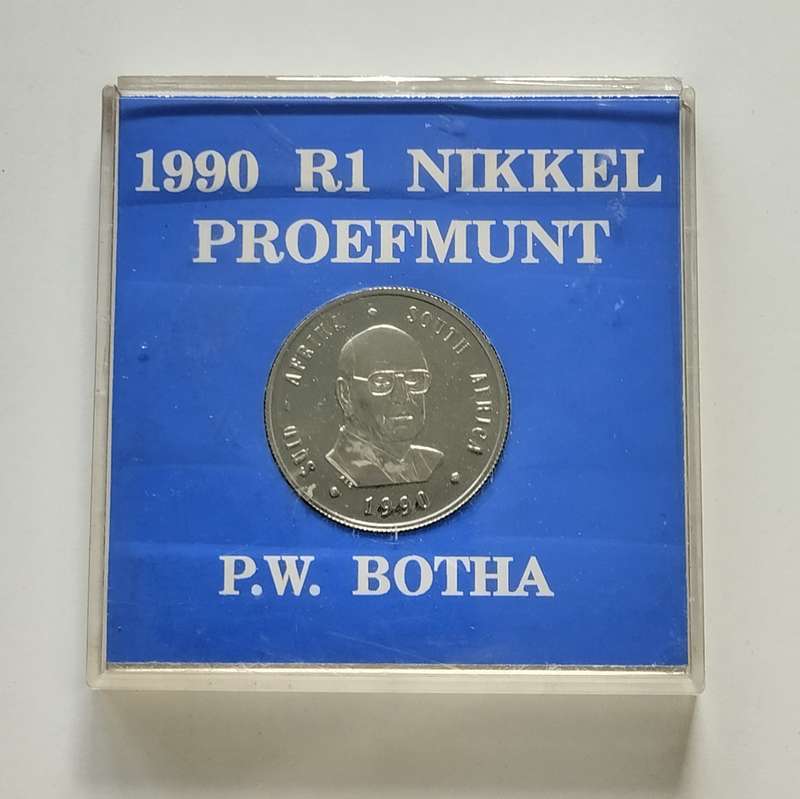 1990 R1 NIKKEL
PROEFMUNT
SUID - AFRIKA • SOUTH AFRICA
• 1990 •
P.W. BOTHA